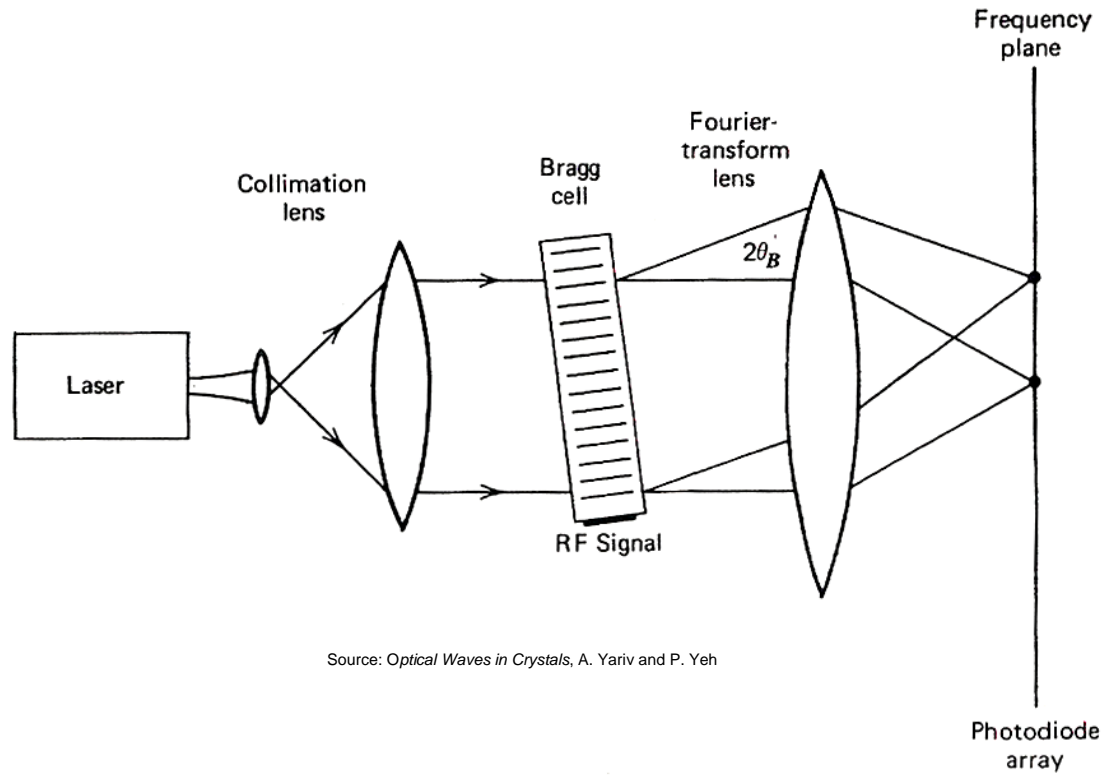 Frequency
plane
Fourier-
transform
lens
Bragg
cell
Collimation
lens
2θ_B
Laser
RF Signal
Source: Optical Waves in Crystals, A. Yariv and P. Yeh
Photodiode
array